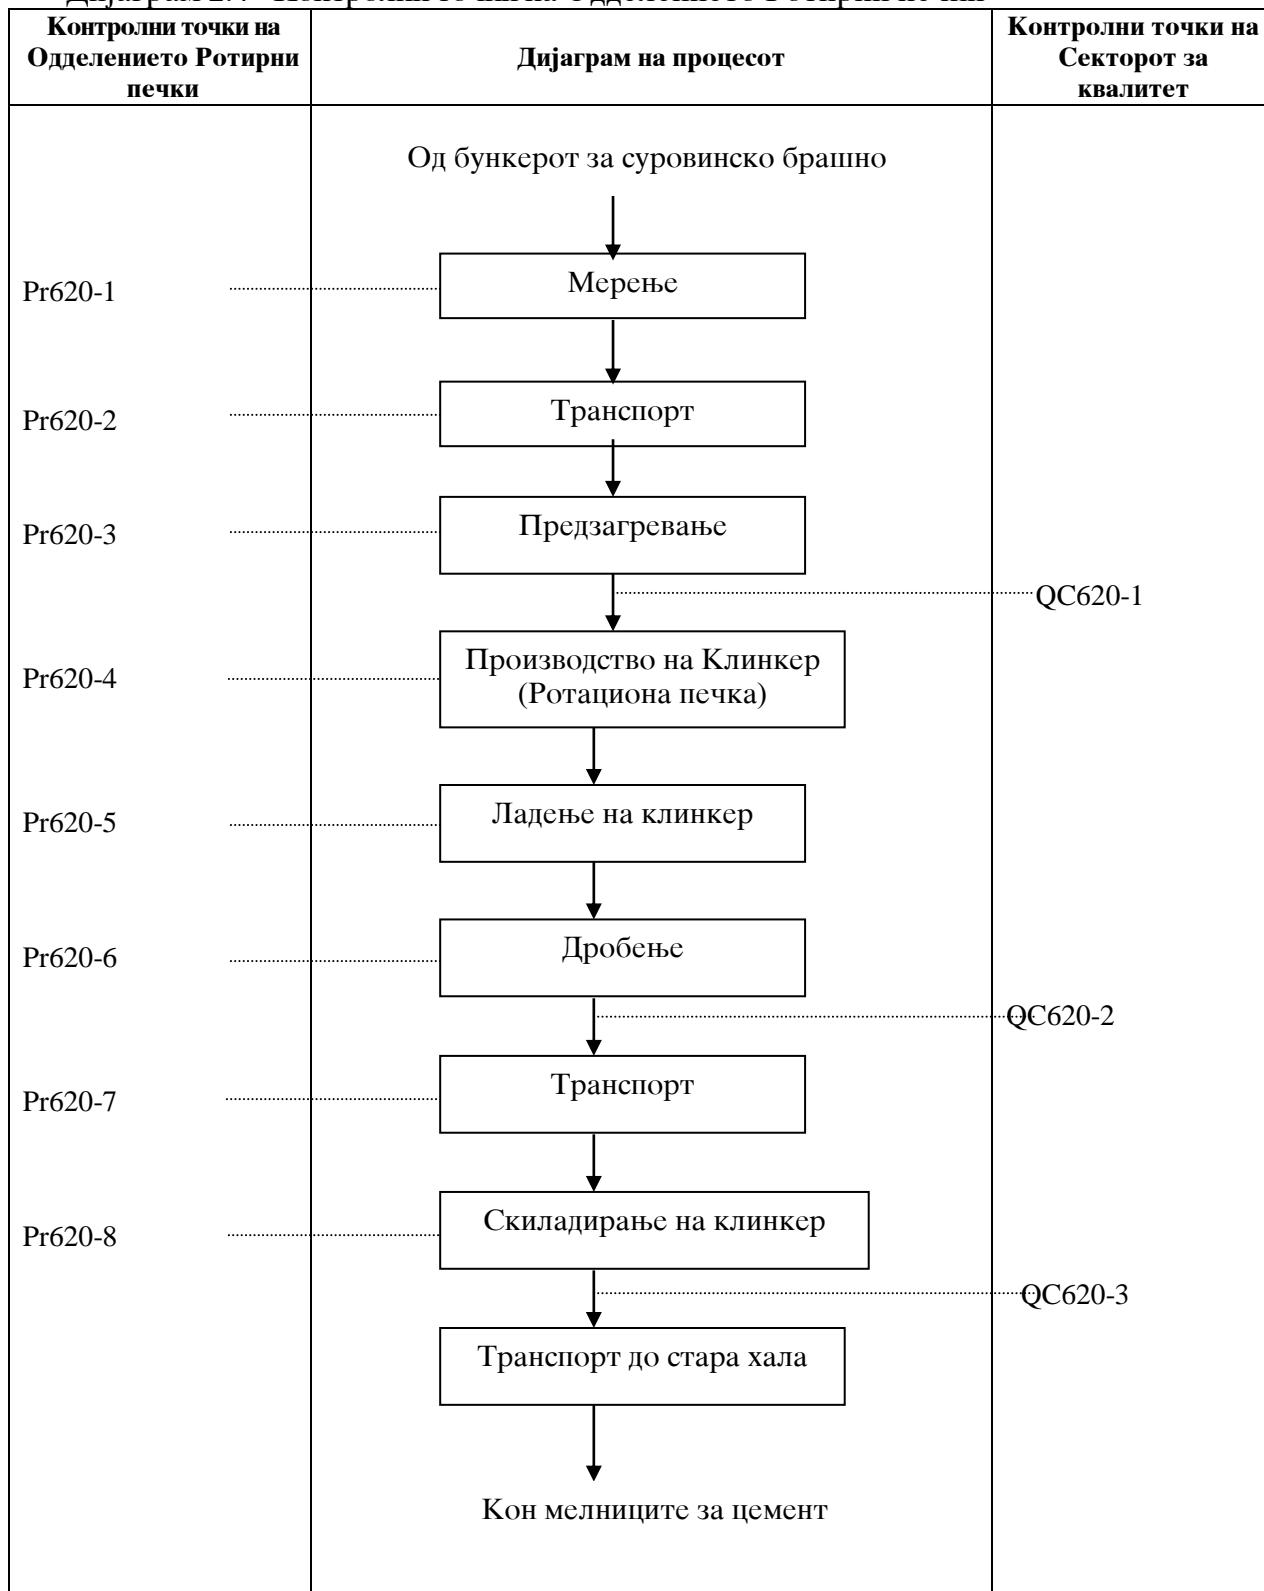 Контролни точки на
Одделението Ротирни
печки
Дијаграм на процесот
Контролни точки на
Секторот за
квалитет
Од бункерот за суровинско брашно
Pr620-1
Мерење
Pr620-2
Транспорт
Pr620-3
Предзагревање
QC620-1
Pr620-4
Производство на Клинкер
(Ротациона печка)
Pr620-5
Ладење на клинкер
Pr620-6
Дробење
QC620-2
Pr620-7
Транспорт
Pr620-8
Скиладирање на клинкер
QC620-3
Транспорт до стара хала
Кон мелниците за цемент